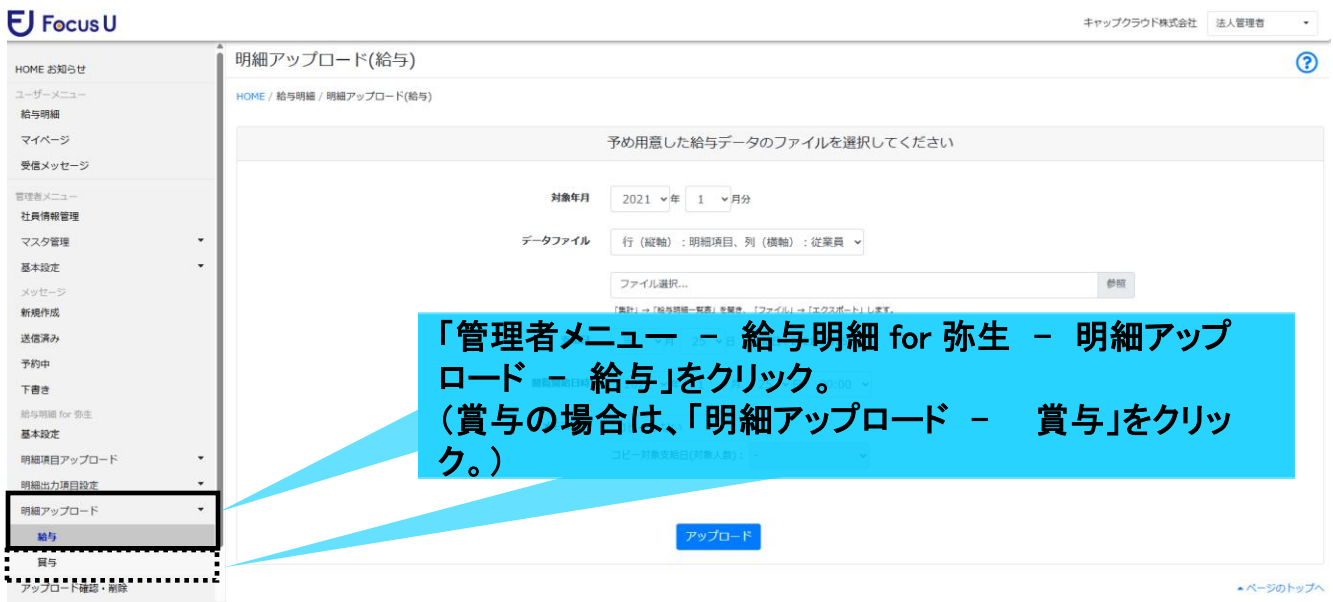 Focus U
キャップクラウド株式会社 法人管理者
HOME お知らせ
ユーザーメニュー
給与明細
マイページ
受信メッセージ
管理者メニュー
社員情報管理
マスタ管理
基本設定
メッセージ
新規作成
送信済み
予約中
下書き
給与明細 for 弥生
基本設定
明細項目アップロード
明細出力項目設定
明細アップロード
給与
賞与
アップロード確認・削除
明細アップロード(給与)
HOME / 給与明細 / 明細アップロード(給与)
予め用意した給与データのファイルを選択してください
対象年月 2021 年 1 月分
データファイル 行（縦軸）：明細項目、列（横軸）：従業員
ファイル選択... 参照
「集計」→「給与明細一覧表」を開き、「ファイル」→「エクスポート」します。
「管理者メニュー － 給与明細 for 弥生 － 明細アップ
ロード － 給与」をクリック。
（賞与の場合は、「明細アップロード － 賞与」をクリッ
ク。）
コピー対象支給日(対象人数)： -
アップロード
ページのトップへ